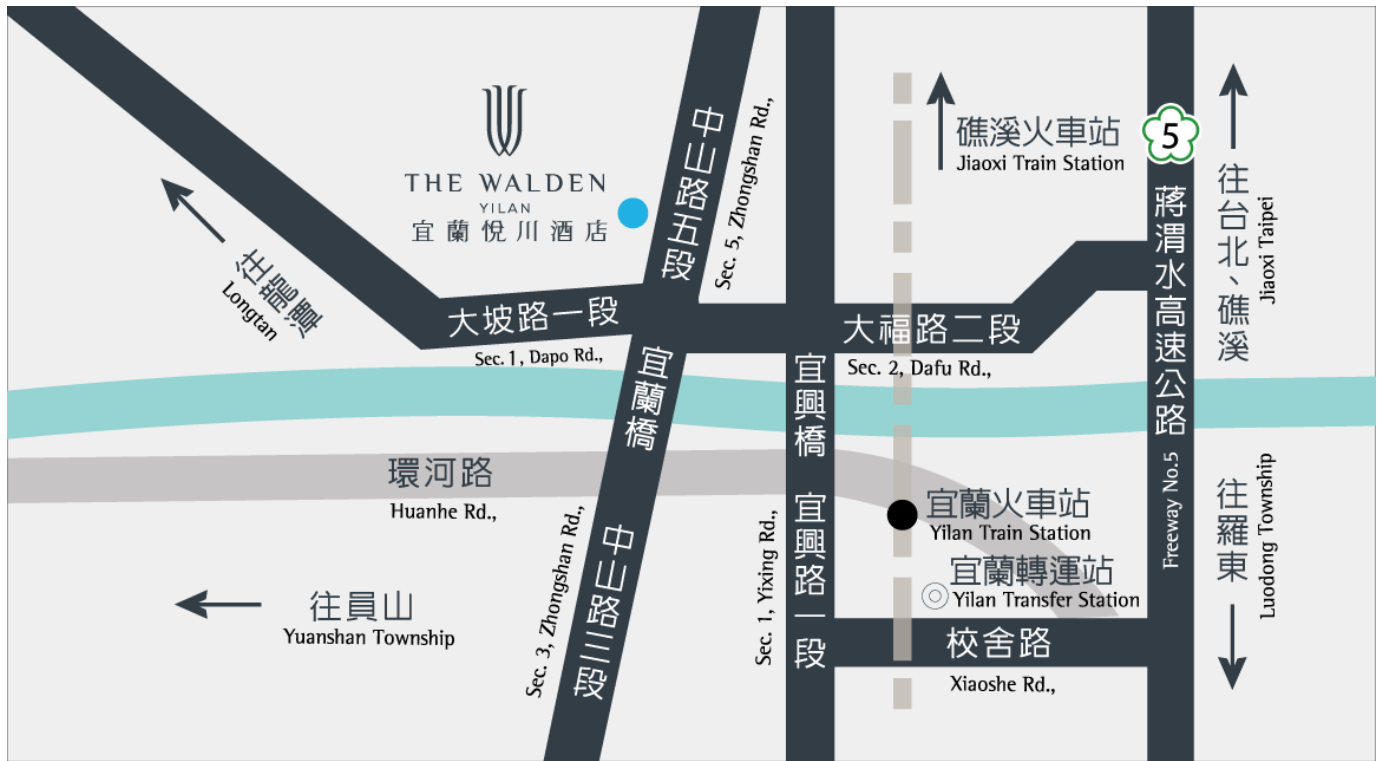 THE WALDEN
YILAN
宜蘭悅川酒店
中山路五段
Sec. 5, Zhongshan Rd.,
礁溪火車站
Jiaoxi Train Station
5
蔣渭水高速公路
Freeway No.5
往台北、礁溪
Jiaoxi Taipei
往龍潭
Longtan
大坡路一段
Sec. 1, Dapo Rd.,
大福路二段
Sec. 2, Dafu Rd.,
宜蘭橋
宜興橋
環河路
Huanhe Rd.,
宜蘭火車站
Yilan Train Station
宜蘭轉運站
Yilan Transfer Station
往羅東
Luodong Township
往員山
Yuanshan Township
中山路三段
Sec. 3, Zhongshan Rd.,
宜興路一段
Sec. 1, Yixing Rd.,
校舍路
Xiaoshe Rd.,